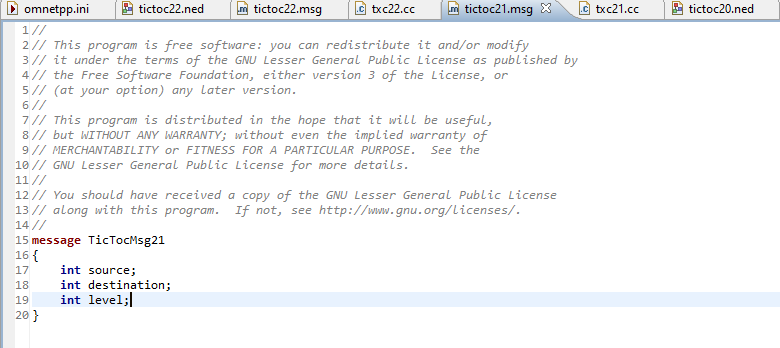 omnetpp.ini tictoc22.ned tictoc22.msg txc22.cc tictoc21.msg txc21.cc tictoc20.ned
1 //
2 // This program is free software: you can redistribute it and/or modify
3 // it under the terms of the GNU Lesser General Public License as published by
4 // the Free Software Foundation, either version 3 of the License, or
5 // (at your option) any later version.
6 //
7 // This program is distributed in the hope that it will be useful,
8 // but WITHOUT ANY WARRANTY; without even the implied warranty of
9 // MERCHANTABILITY or FITNESS FOR A PARTICULAR PURPOSE.  See the
10 // GNU Lesser General Public License for more details.
11 //
12 // You should have received a copy of the GNU Lesser General Public License
13 // along with this program.  If not, see http://www.gnu.org/licenses/.
14 //
15 message TicTocMsg21
16 {
17     int source;
18     int destination;
19     int level;
20 }